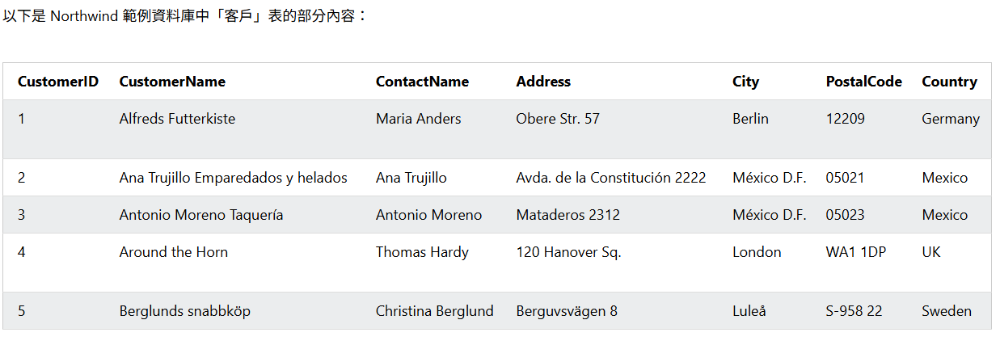 以下是 Northwind 範例資料庫中「客戶」表的部分內容：
CustomerID CustomerName ContactName Address City PostalCode Country
1 Alfreds Futterkiste Maria Anders Obere Str. 57 Berlin 12209 Germany
2 Ana Trujillo Emparedados y helados Ana Trujillo Avda. de la Constitución 2222 México D.F. 05021 Mexico
3 Antonio Moreno Taquería Antonio Moreno Mataderos 2312 México D.F. 05023 Mexico
4 Around the Horn Thomas Hardy 120 Hanover Sq. London WA1 1DP UK
5 Berglunds snabbköp Christina Berglund Berguvsvägen 8 Luleå S-958 22 Sweden